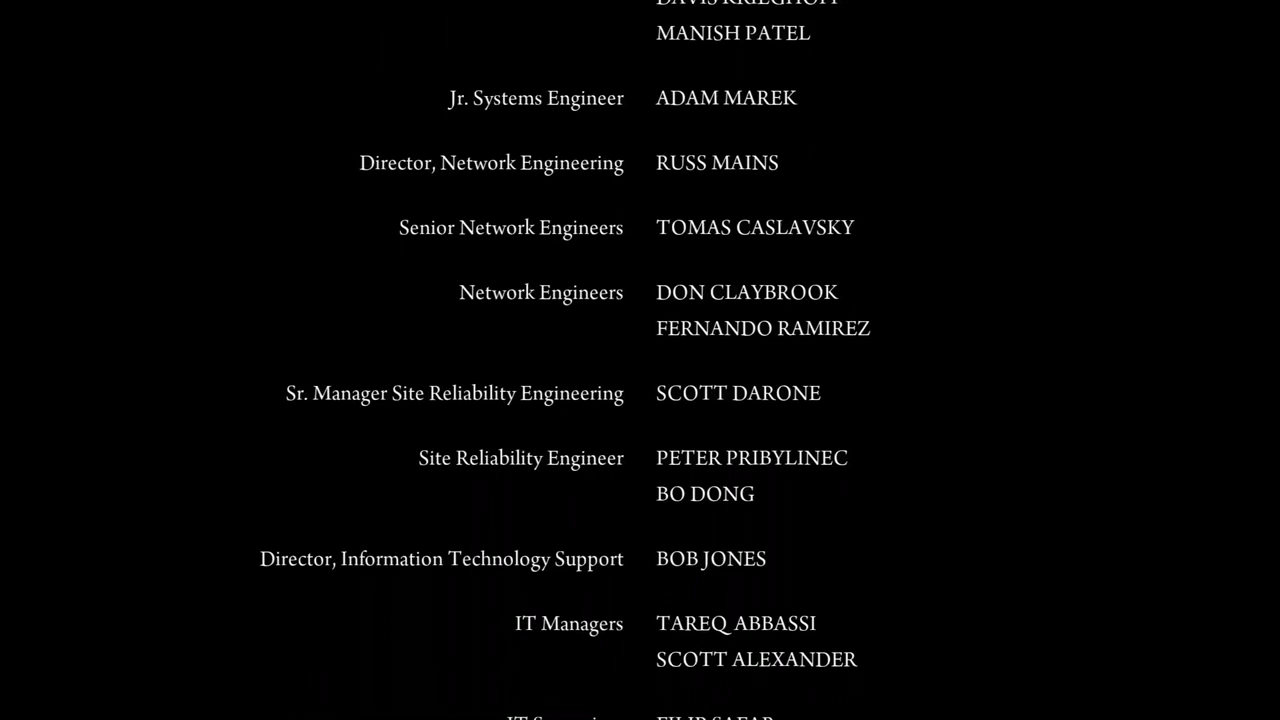 MANISH PATEL
Jr. Systems Engineer ADAM MAREK
Director, Network Engineering RUSS MAINS
Senior Network Engineers TOMAS CASLAVSKY
Network Engineers DON CLAYBROOK
FERNANDO RAMIREZ
Sr. Manager Site Reliability Engineering SCOTT DARONE
Site Reliability Engineer PETER PRIBYLINEC
BO DONG
Director, Information Technology Support BOB JONES
IT Managers TAREQ ABBASSI
SCOTT ALEXANDER